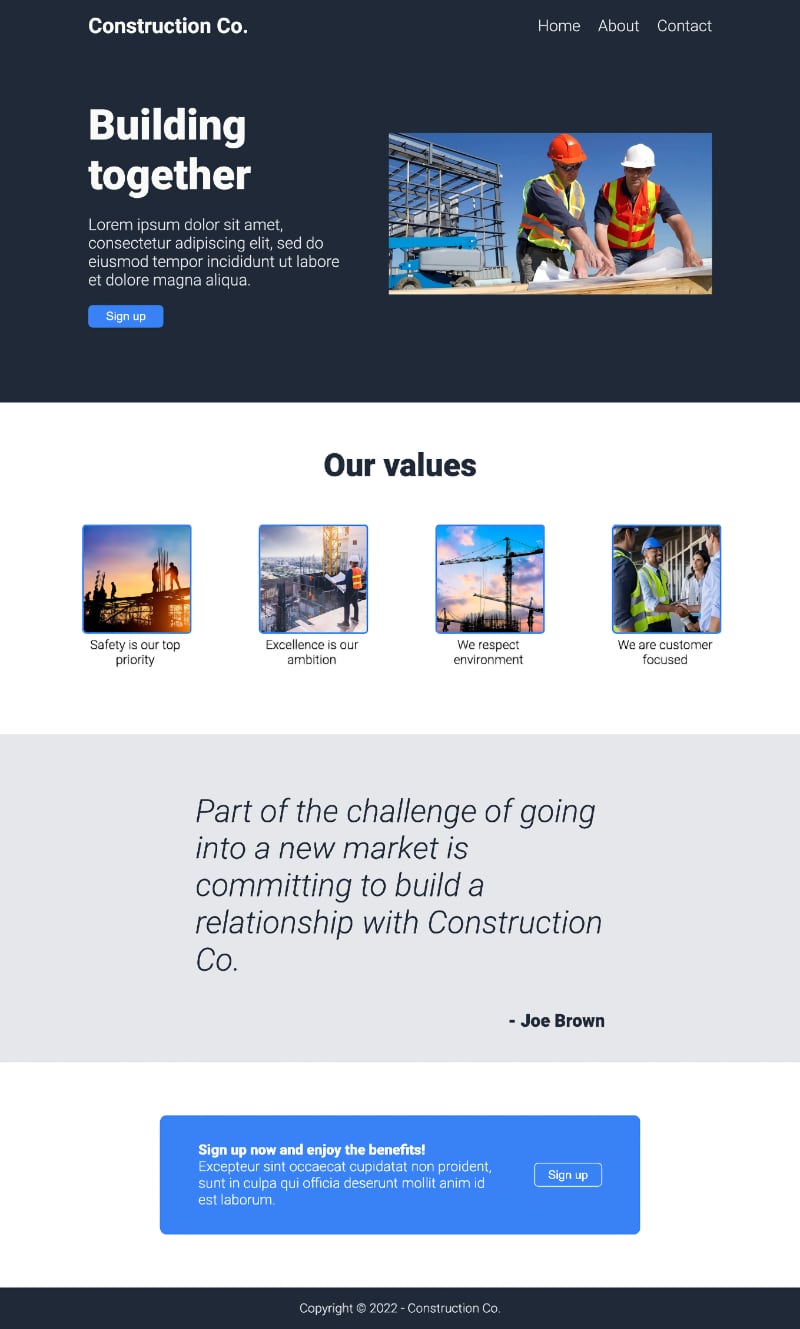 Construction Co.
Home About Contact
Building
together
Lorem ipsum dolor sit amet,
consectetur adipiscing elit, sed do
eiusmod tempor incididunt ut labore
et dolore magna aliqua.
Sign up
Our values
Safety is our top
priority
Excellence is our
ambition
We respect
environment
We are customer
focused
Part of the challenge of going
into a new market is
committing to build a
relationship with Construction
Co.
- Joe Brown
Sign up now and enjoy the benefits!
Excepteur sint occaecat cupidatat non proident,
sunt in culpa qui officia deserunt mollit anim id
est laborum.
Sign up
Copyright © 2022 - Construction Co.